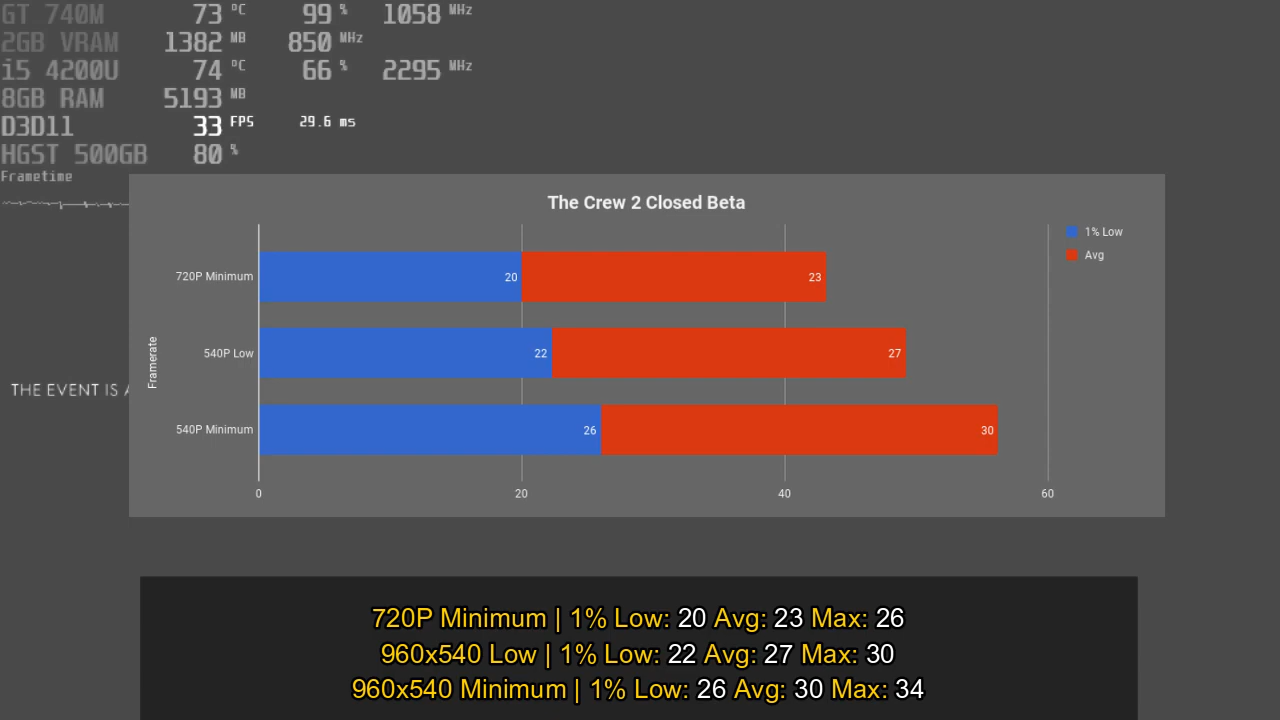 GT 740M 73 °C 99 % 1058 MHz
2GB VRAM 1382 MB 850 MHz
i5 4200U 74 °C 66 % 2295 MHz
8GB RAM 5193 MB
D3D11 33 FPS 29.6 ms
HGST 500GB 80 %
Frametime
The Crew 2 Closed Beta
1% Low
Avg
720P Minimum 20 23
540P Low 22 27
Framerate
THE EVENT IS
540P Minimum 26 30
0 20 40 60
720P Minimum | 1% Low: 20 Avg: 23 Max: 26
960x540 Low | 1% Low: 22 Avg: 27 Max: 30
960x540 Minimum | 1% Low: 26 Avg: 30 Max: 34